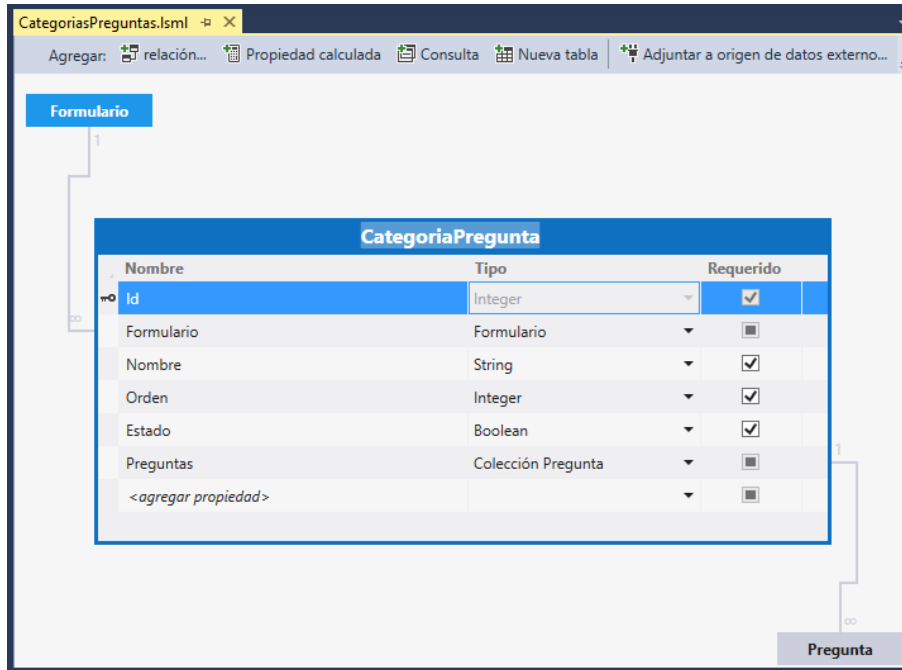 CategoriasPreguntas.lsml
Agregar: relación... Propiedad calculada Consulta Nueva tabla Adjuntar a origen de datos externo...
Formulario
1
CategoriaPregunta
Nombre Tipo Requerido
Id Integer
∞
Formulario Formulario
Nombre String
Orden Integer
Estado Boolean
Preguntas Colección Pregunta
1
<agregar propiedad>
∞
Pregunta